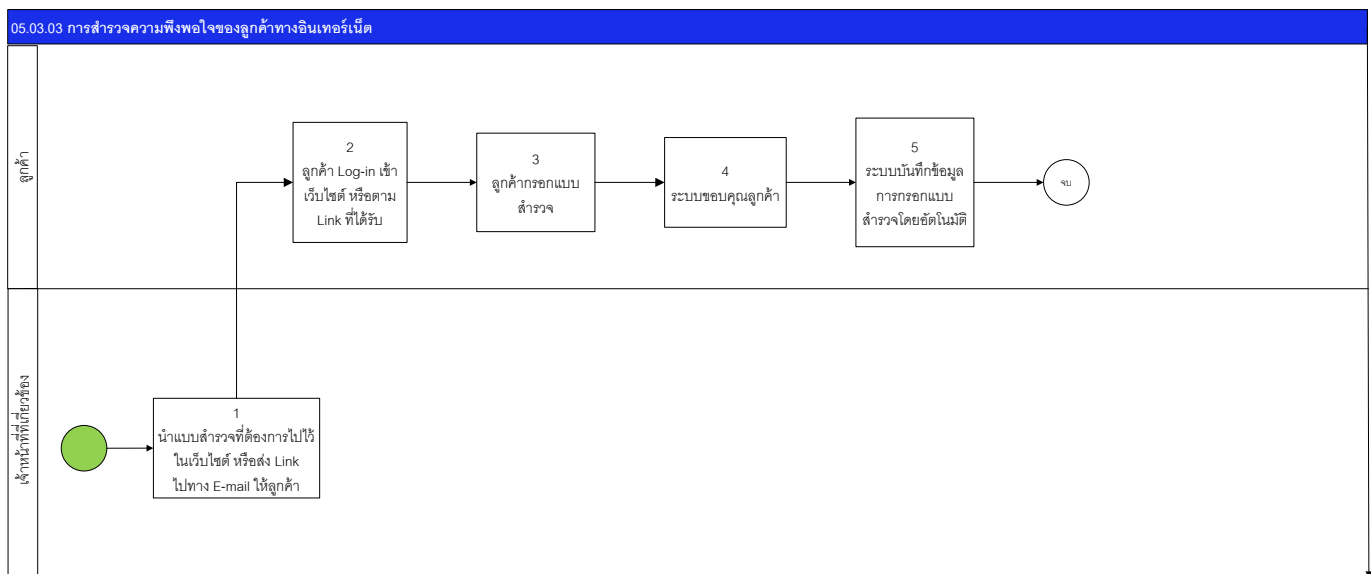 05.03.03 การสำรวจความพึงพอใจของลูกค้าทางอินเทอร์เน็ต
ลูกค้า
2
ลูกค้า Log-in เข้า
เว็บไซต์ หรือตาม
Link ที่ได้รับ
3
ลูกค้ากรอกแบบ
สำรวจ
4
ระบบขอบคุณลูกค้า
5
ระบบบันทึกข้อมูล
การกรอกแบบ
สำรวจโดยอัตโนมัติ
จบ
เจ้าหน้าที่ที่เกี่ยวข้อง
1
นำแบบสำรวจที่ต้องการไปไว้
ในเว็บไซต์ หรือส่ง Link
ไปทาง E-mail ให้ลูกค้า